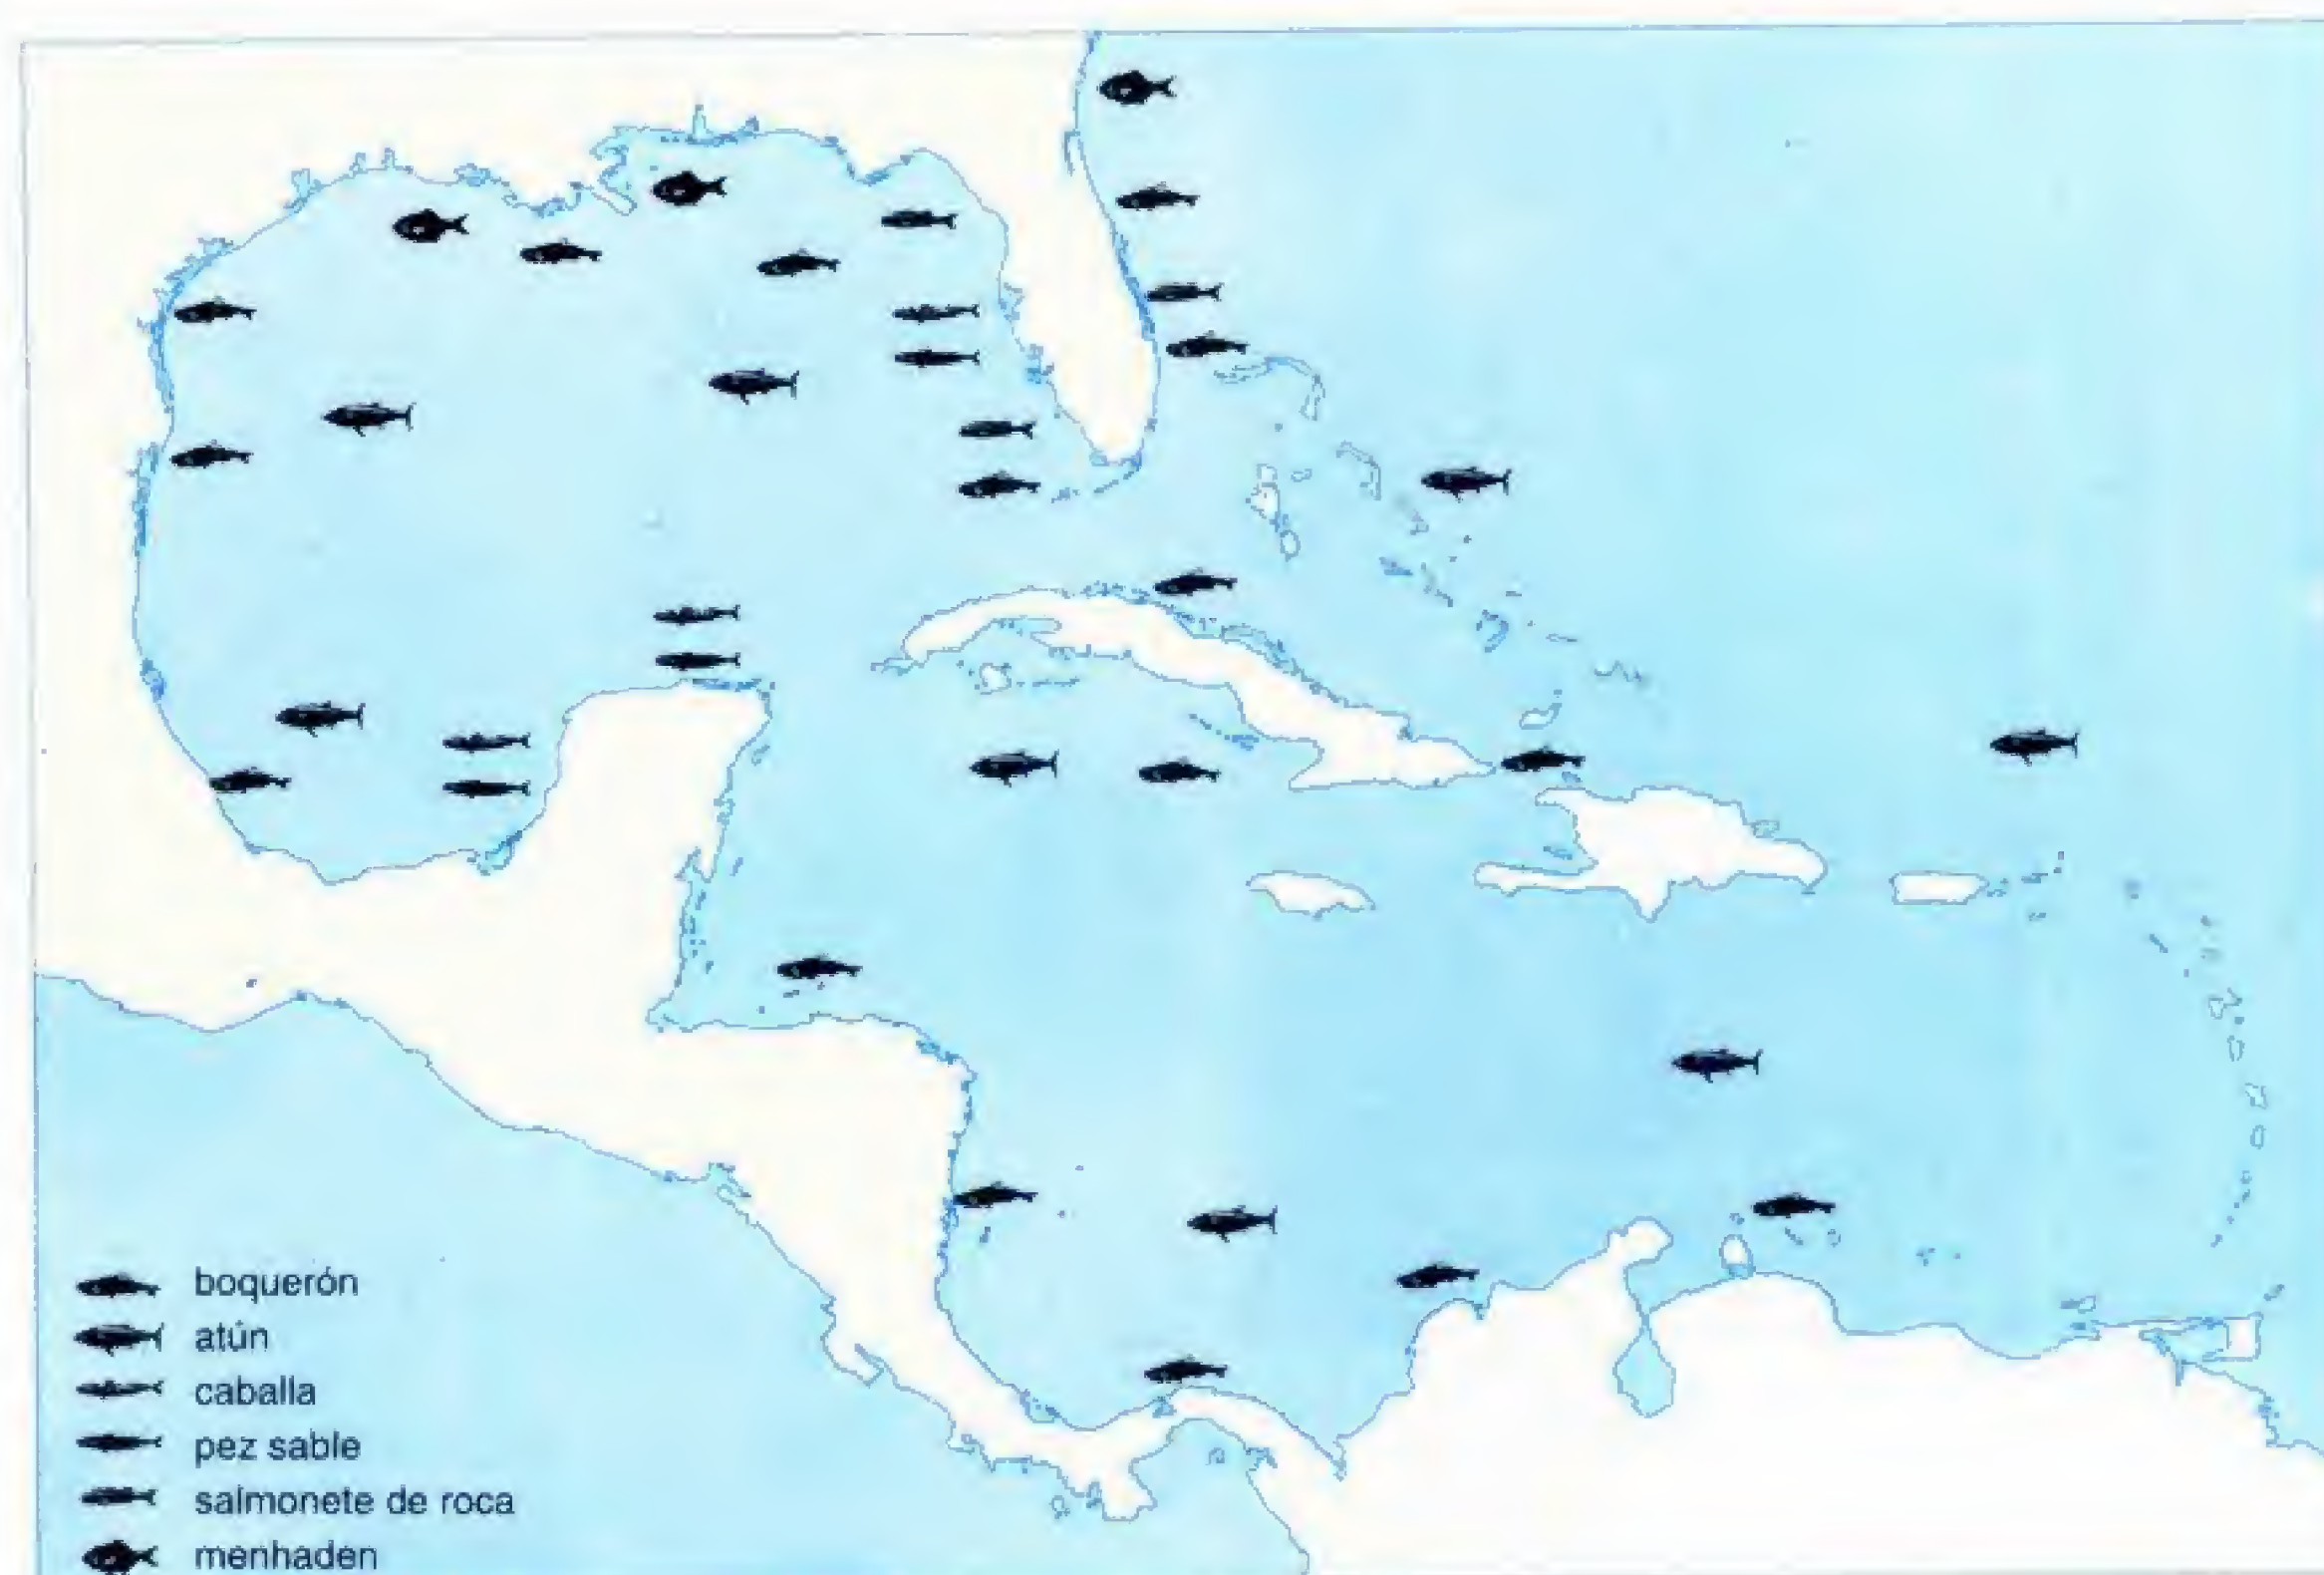 boquerón
atún
caballa
pez sable
salmonete de roca
menhaden